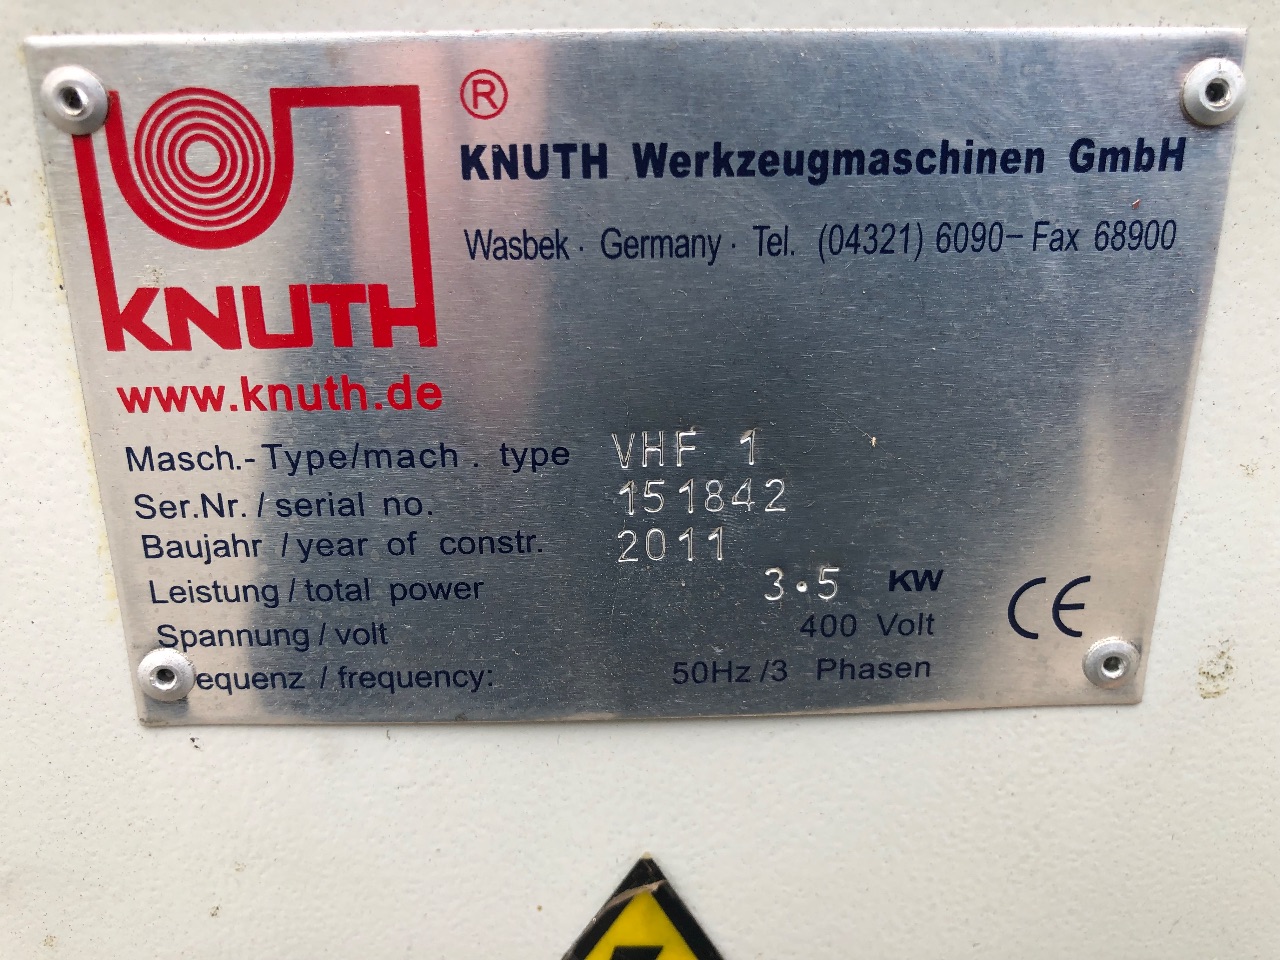 ®
KNUTH Werkzeugmaschinen GmbH
Wasbek · Germany · Tel. (04321) 6090–Fax 68900
KNUTH
www.knuth.de
Masch.-Type/mach . type VHF 1
Ser.Nr. / serial no. 151842
Baujahr / year of constr. 2011
Leistung / total power 3.5 KW
Spannung / volt 400 Volt
equenz / frequency: 50Hz /3 Phasen
CE